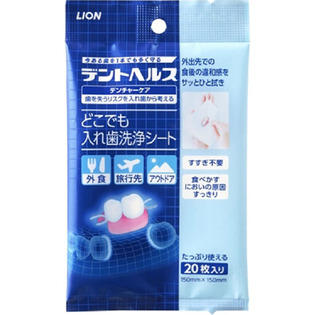 LION
今ある歯を1本でも多く守る
デントヘルス
デンチャーケア
歯を失うリスクを入れ歯から考える
どこでも
入れ歯洗浄シート
外食
旅行先
アウトドア
外出先での
食後の違和感を
サッとひと拭き
すすぎ不要
食べかす
においの原因
すっきり
たっぷり使える
20枚入り
150mm×150mm